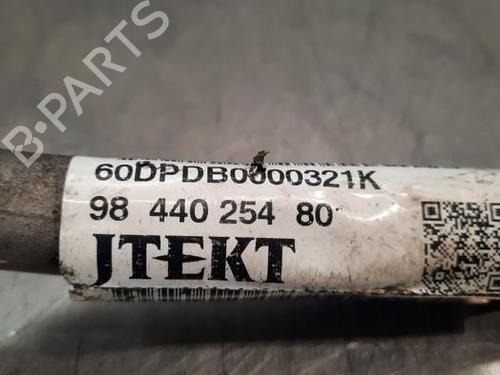 B-PARTS
60DPDB0000321K
98 440 254 80
JTEKT